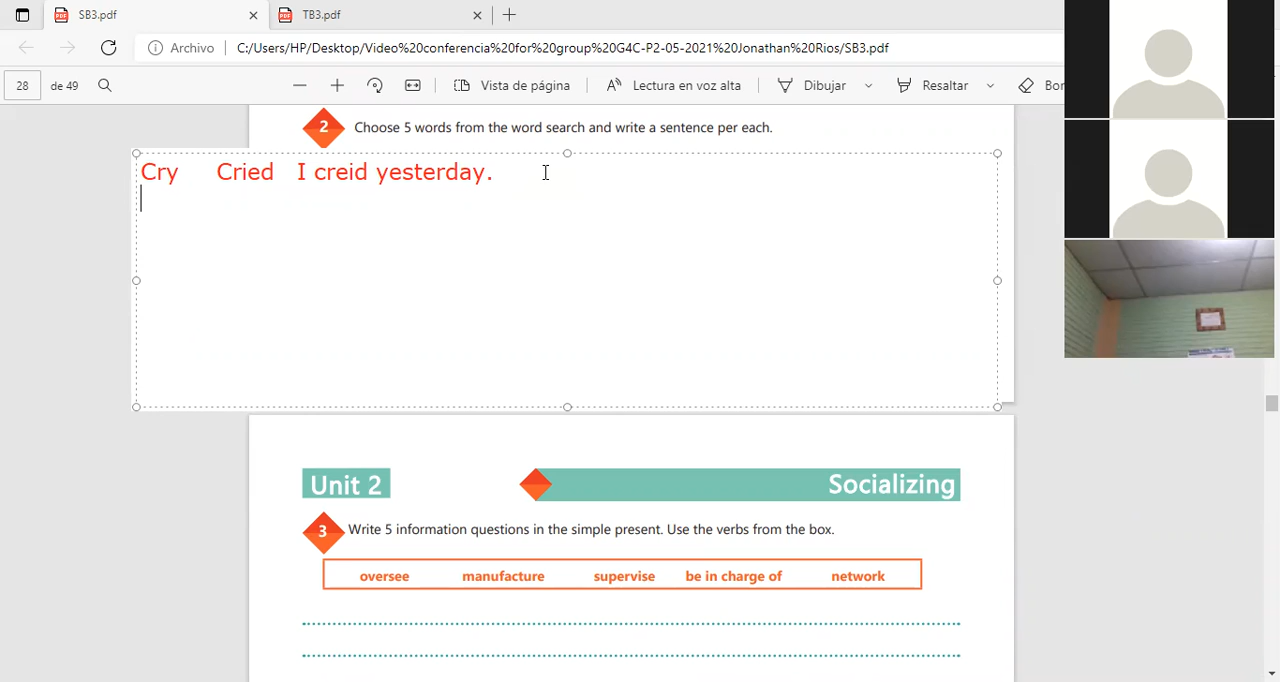 SB3.pdf
TB3.pdf
Archivo C:/Users/HP/Desktop/Video%20conferencia%20for%20group%20G4C-P2-05-2021%20Jonathan%20Rios/SB3.pdf
28 de 49 Vista de página Lectura en voz alta Dibujar Resaltar Bor
2 Choose 5 words from the word search and write a sentence per each.
Cry Cried I creid yesterday.
Unit 2 Socializing
3 Write 5 information questions in the simple present. Use the verbs from the box.
oversee manufacture supervise be in charge of network